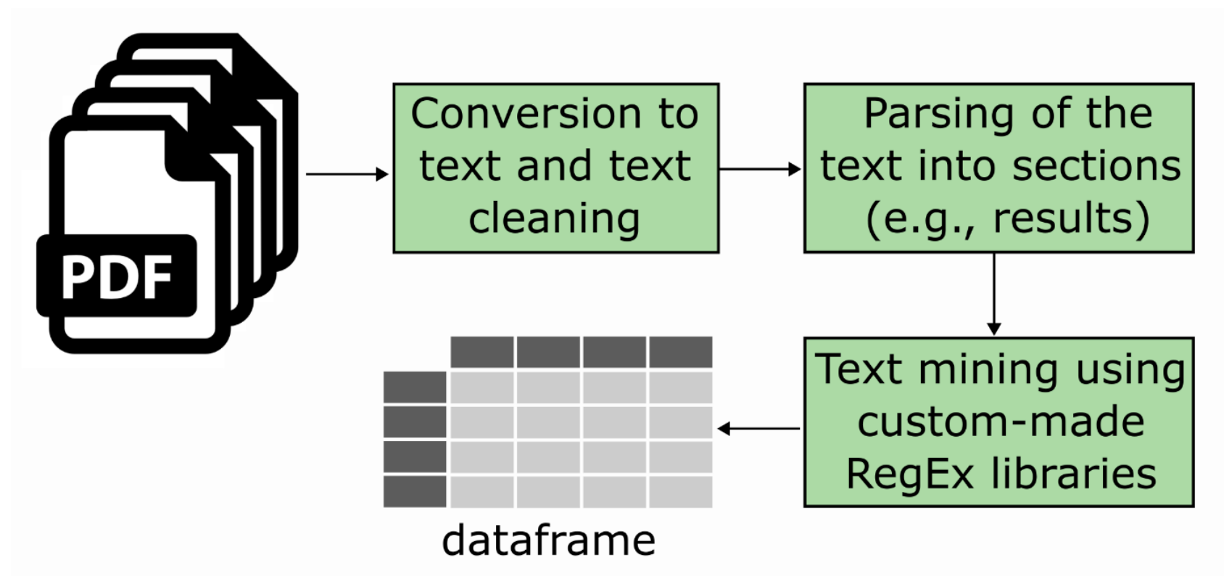 PDF
Conversion to
text and text
cleaning
Parsing of the
text into sections
(e.g., results)
Text mining using
custom-made
RegEx libraries
dataframe